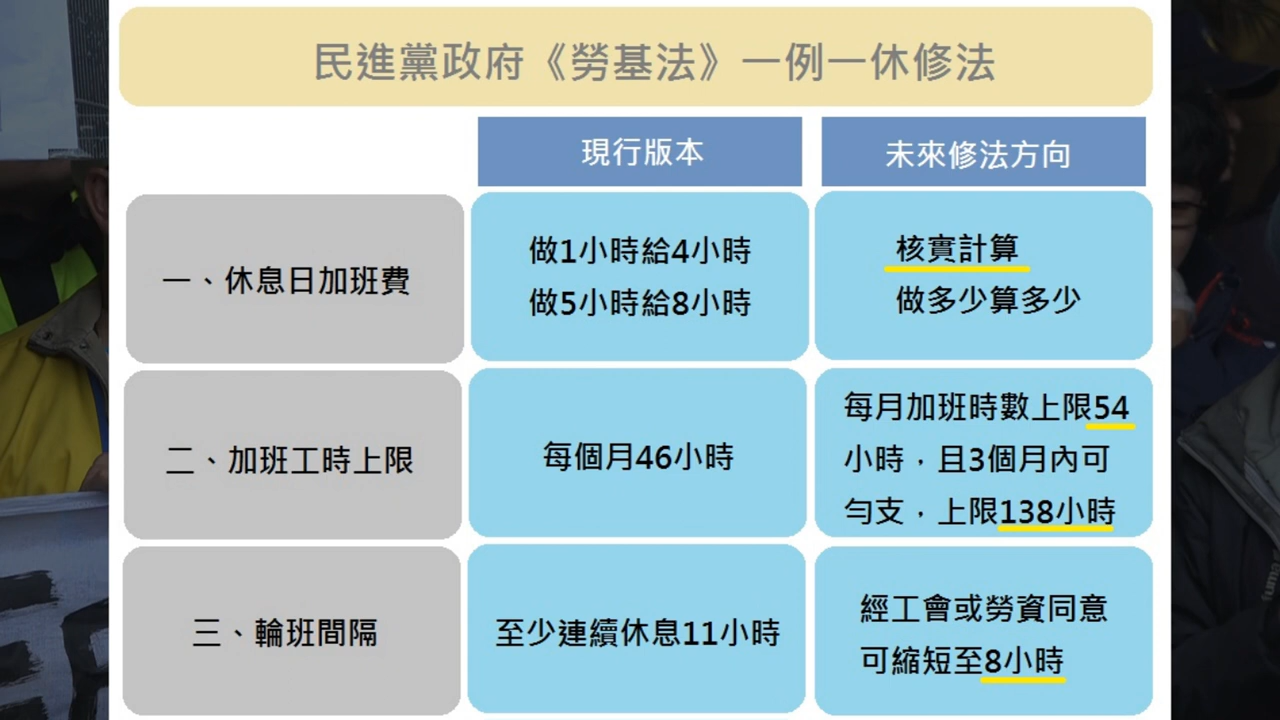 民進黨政府《勞基法》一例一休修法
現行版本
未來修法方向
一、休息日加班費
做1小時給4小時
做5小時給8小時
核實計算
做多少算多少
二、加班工時上限
每個月46小時
每月加班時數上限54
小時，且3個月內可
勻支，上限138小時
三、輪班間隔
至少連續休息11小時
經工會或勞資同意
可縮短至8小時